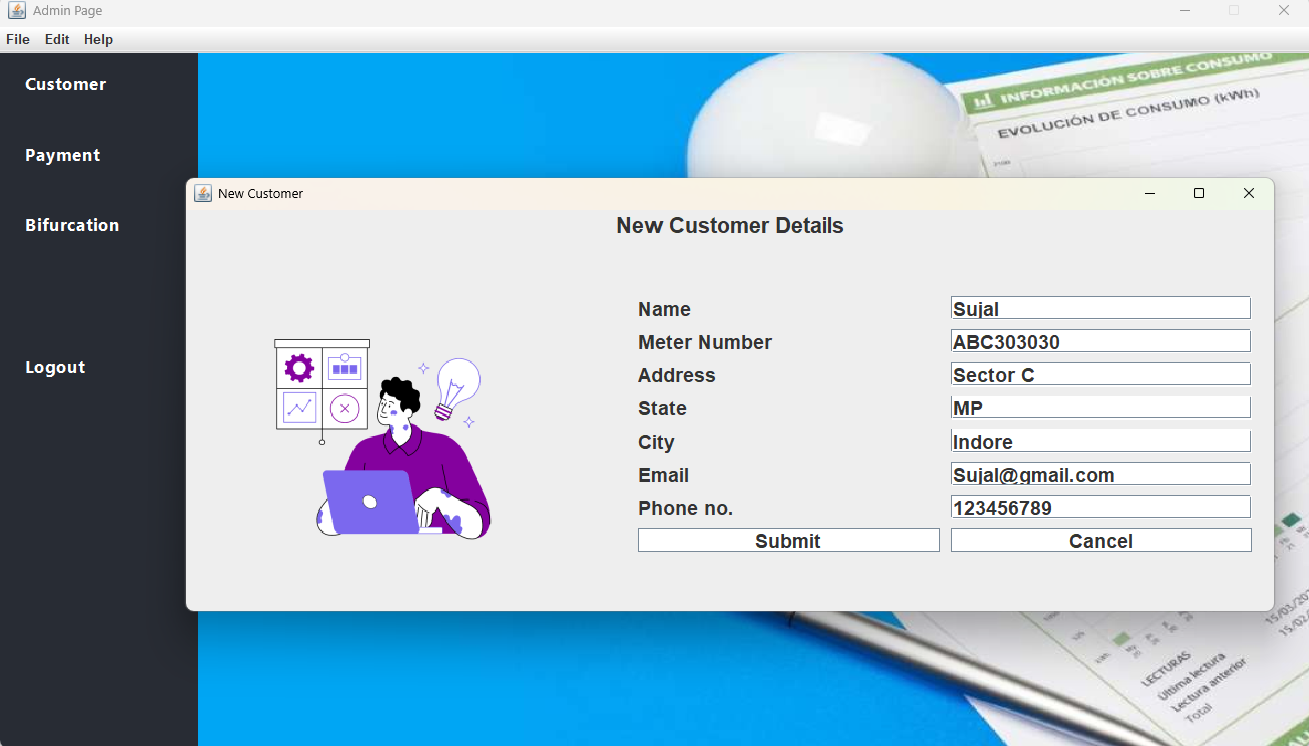 Admin Page
File Edit Help
Customer
Payment
Bifurcation
Logout
INFORMACIÓN SOBRE CONSUMO
EVOLUCIÓN DE CONSUMO (kWh)
New Customer
New Customer Details
Name Sujal
Meter Number ABC303030
Address Sector C
State MP
City Indore
Email Sujal@gmail.com
Phone no. 123456789
Submit Cancel
LECTURAS
Última lectura
Lectura anterior
Total